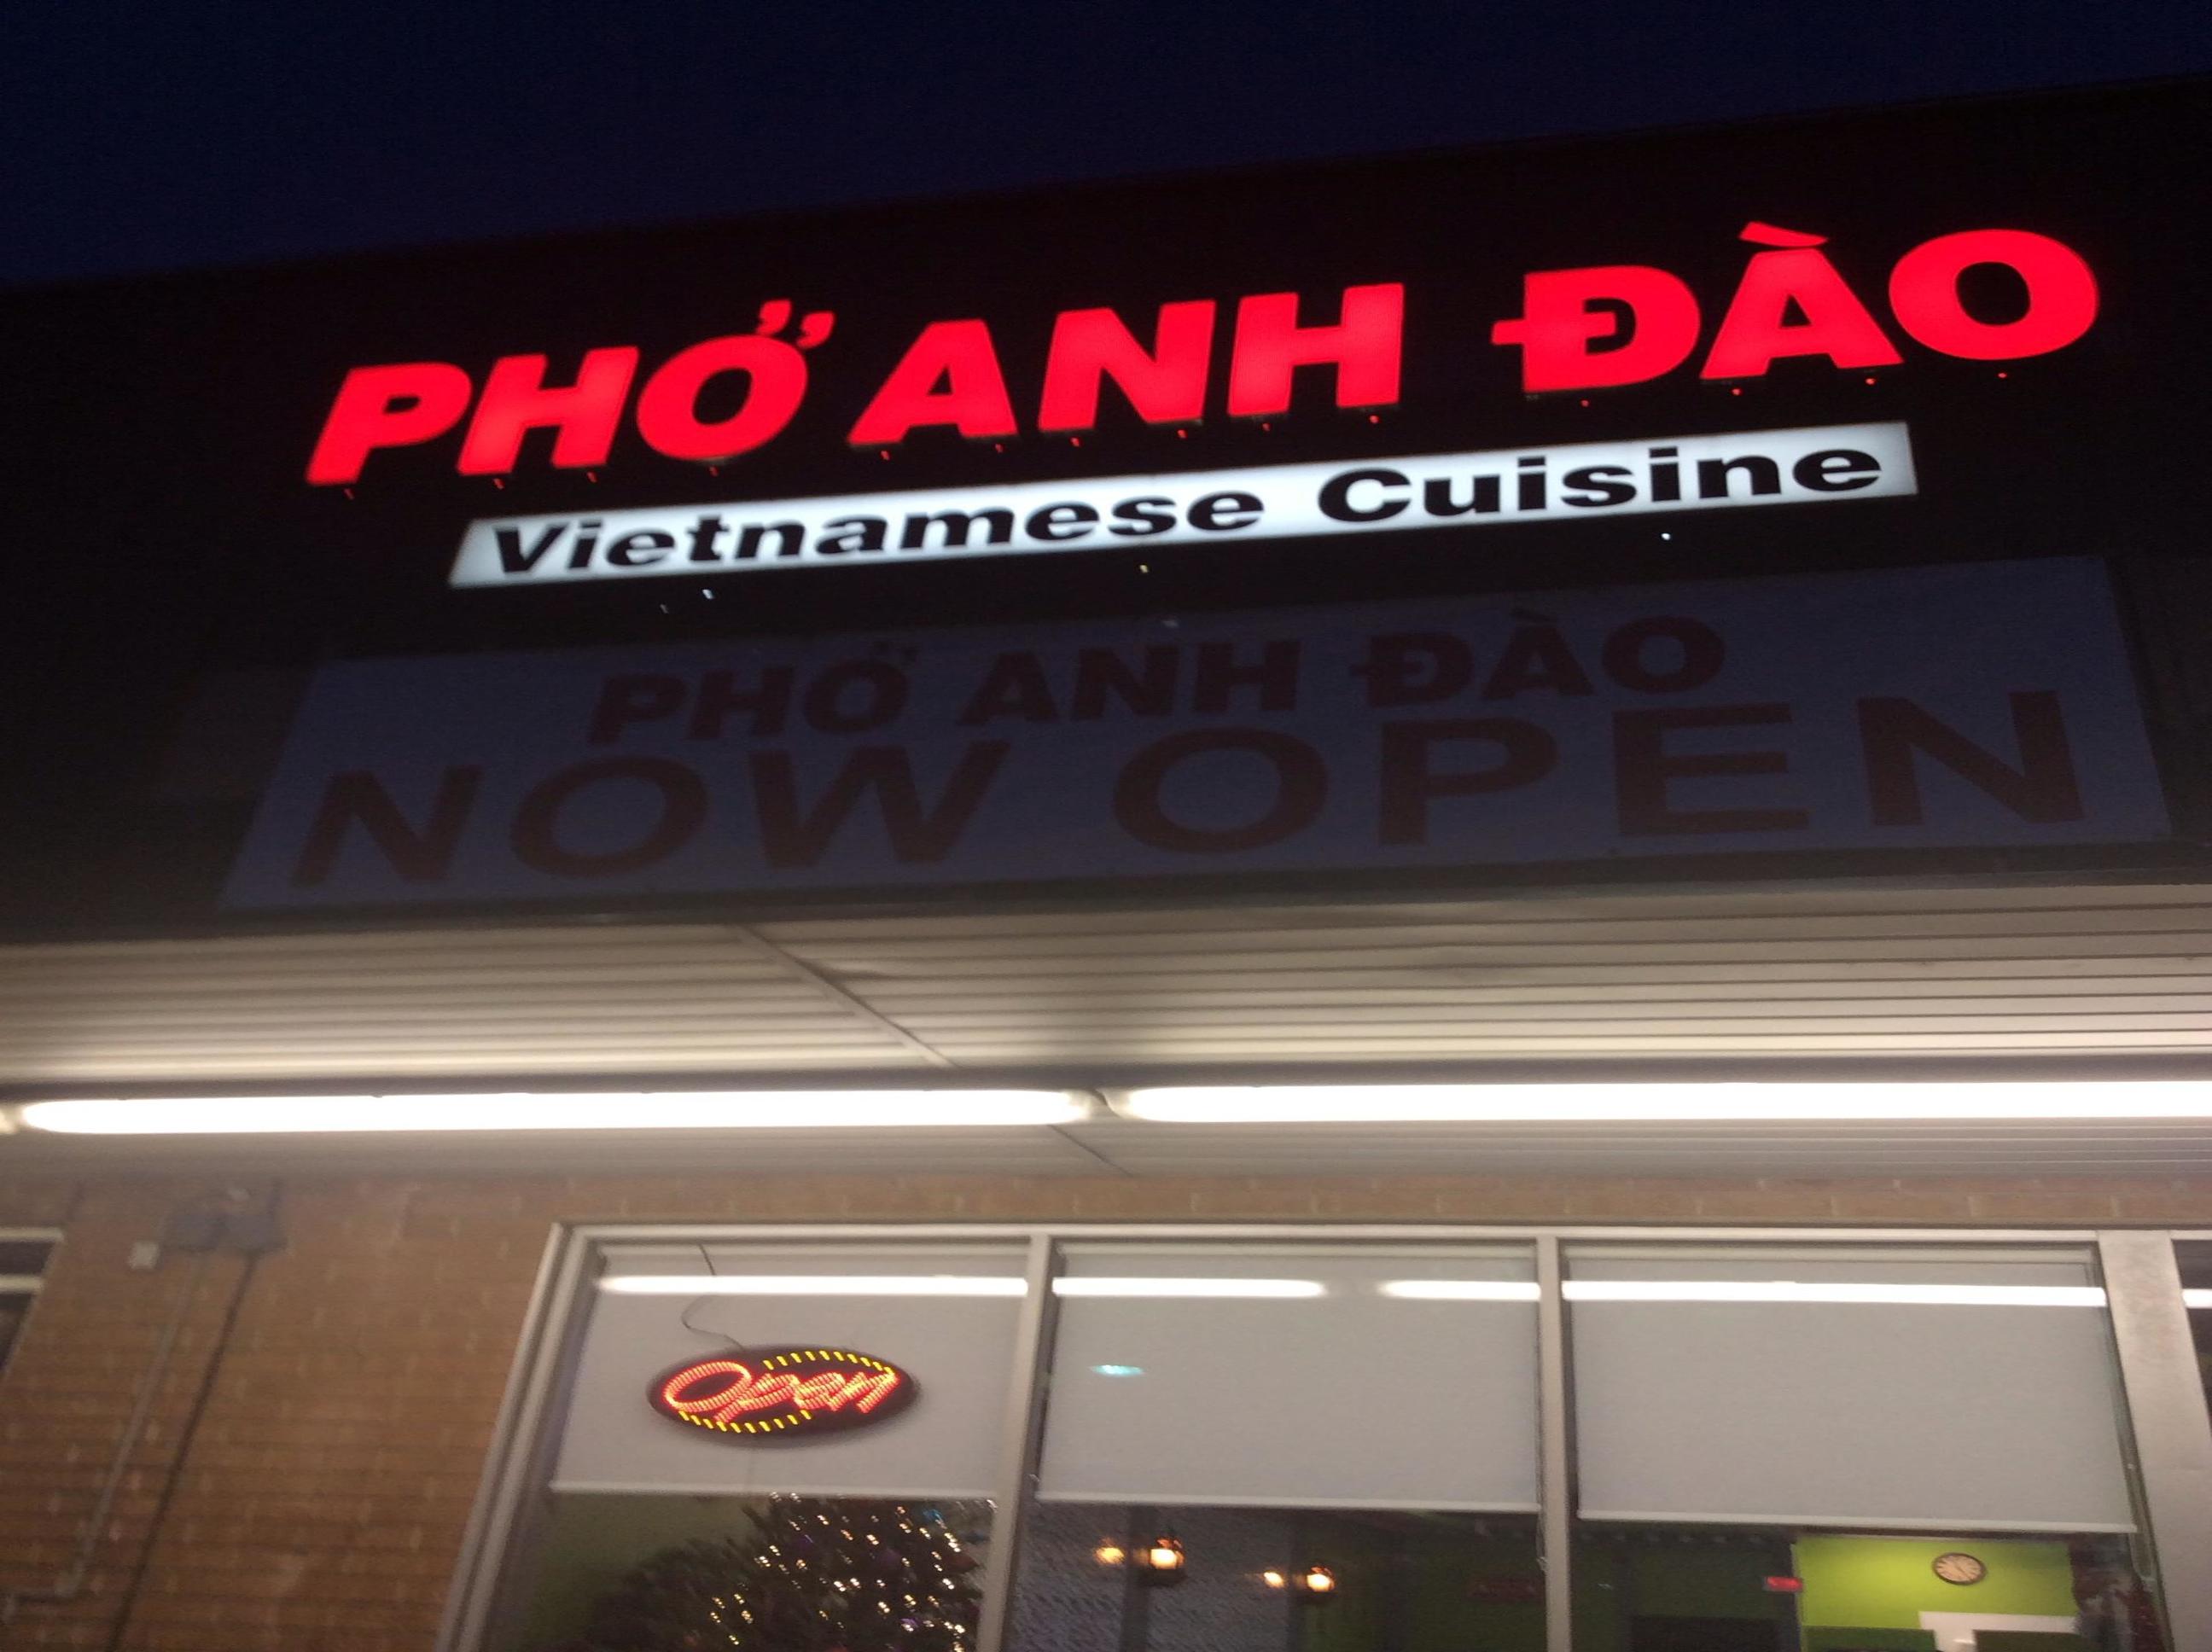 PHỞ ANH ĐÀO
Vietnamese Cuisine
PHỞ ANH ĐÀO
NOW OPEN
Open